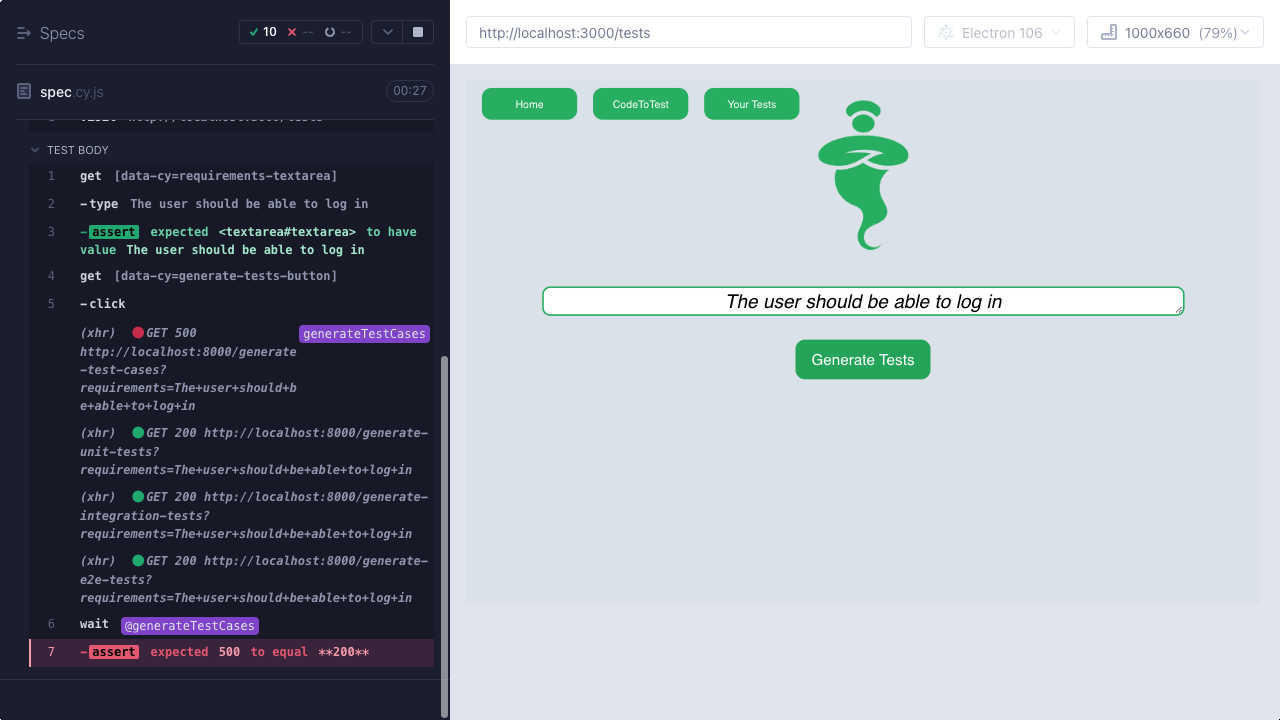 Specs
10
--
--
spec.cy.js
00:27
TEST BODY
1 get [data-cy=requirements-textarea]
2 -type The user should be able to log in
3 -assert expected <textarea#textarea> to have
value The user should be able to log in
4 get [data-cy=generate-tests-button]
5 -click
(xhr) GET 500 generateTestCases
http://localhost:8000/generate
-test-cases?
requirements=The+user+should+b
e+able+to+log+in
(xhr) GET 200 http://localhost:8000/generate-
unit-tests?
requirements=The+user+should+be+able+to+log+in
(xhr) GET 200 http://localhost:8000/generate-
integration-tests?
requirements=The+user+should+be+able+to+log+in
(xhr) GET 200 http://localhost:8000/generate-
e2e-tests?
requirements=The+user+should+be+able+to+log+in
6 wait @generateTestCases
7 -assert expected 500 to equal **200**
http://localhost:3000/tests
Electron 106
1000x660 (79%)
Home
CodeToTest
Your Tests
The user should be able to log in
Generate Tests